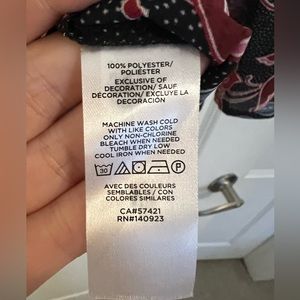 100% POLYESTER/
POLIÉSTER
EXCLUSIVE OF
DECORATION/ SAUF
DÉCORATION/ EXCLUYE LA
DECORACIÓN
MACHINE WASH COLD
WITH LIKE COLORS
ONLY NON-CHLORINE
BLEACH WHEN NEEDED
TUMBLE DRY LOW
COOL IRON WHEN NEEDED
30 P
AVEC DES COULEURS
SEMBLABLES / CON
COLORES SIMILARES
CA#57421
RN#140923